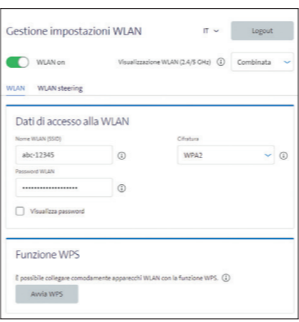 Gestione impostazioni WLAN
IT
Logout
WLAN on
Visualizzazione WLAN (2.4/5 GHz)
Combinata
WLAN
WLAN steering
Dati di accesso alla WLAN
Nome WLAN (SSID)
Cifratura
abc-12345
WPA2
Password WLAN
••••••••••••••••••
Visualizza password
Funzione WPS
È possibile collegare comodamente apparecchi WLAN con la funzione WPS.
Avvia WPS